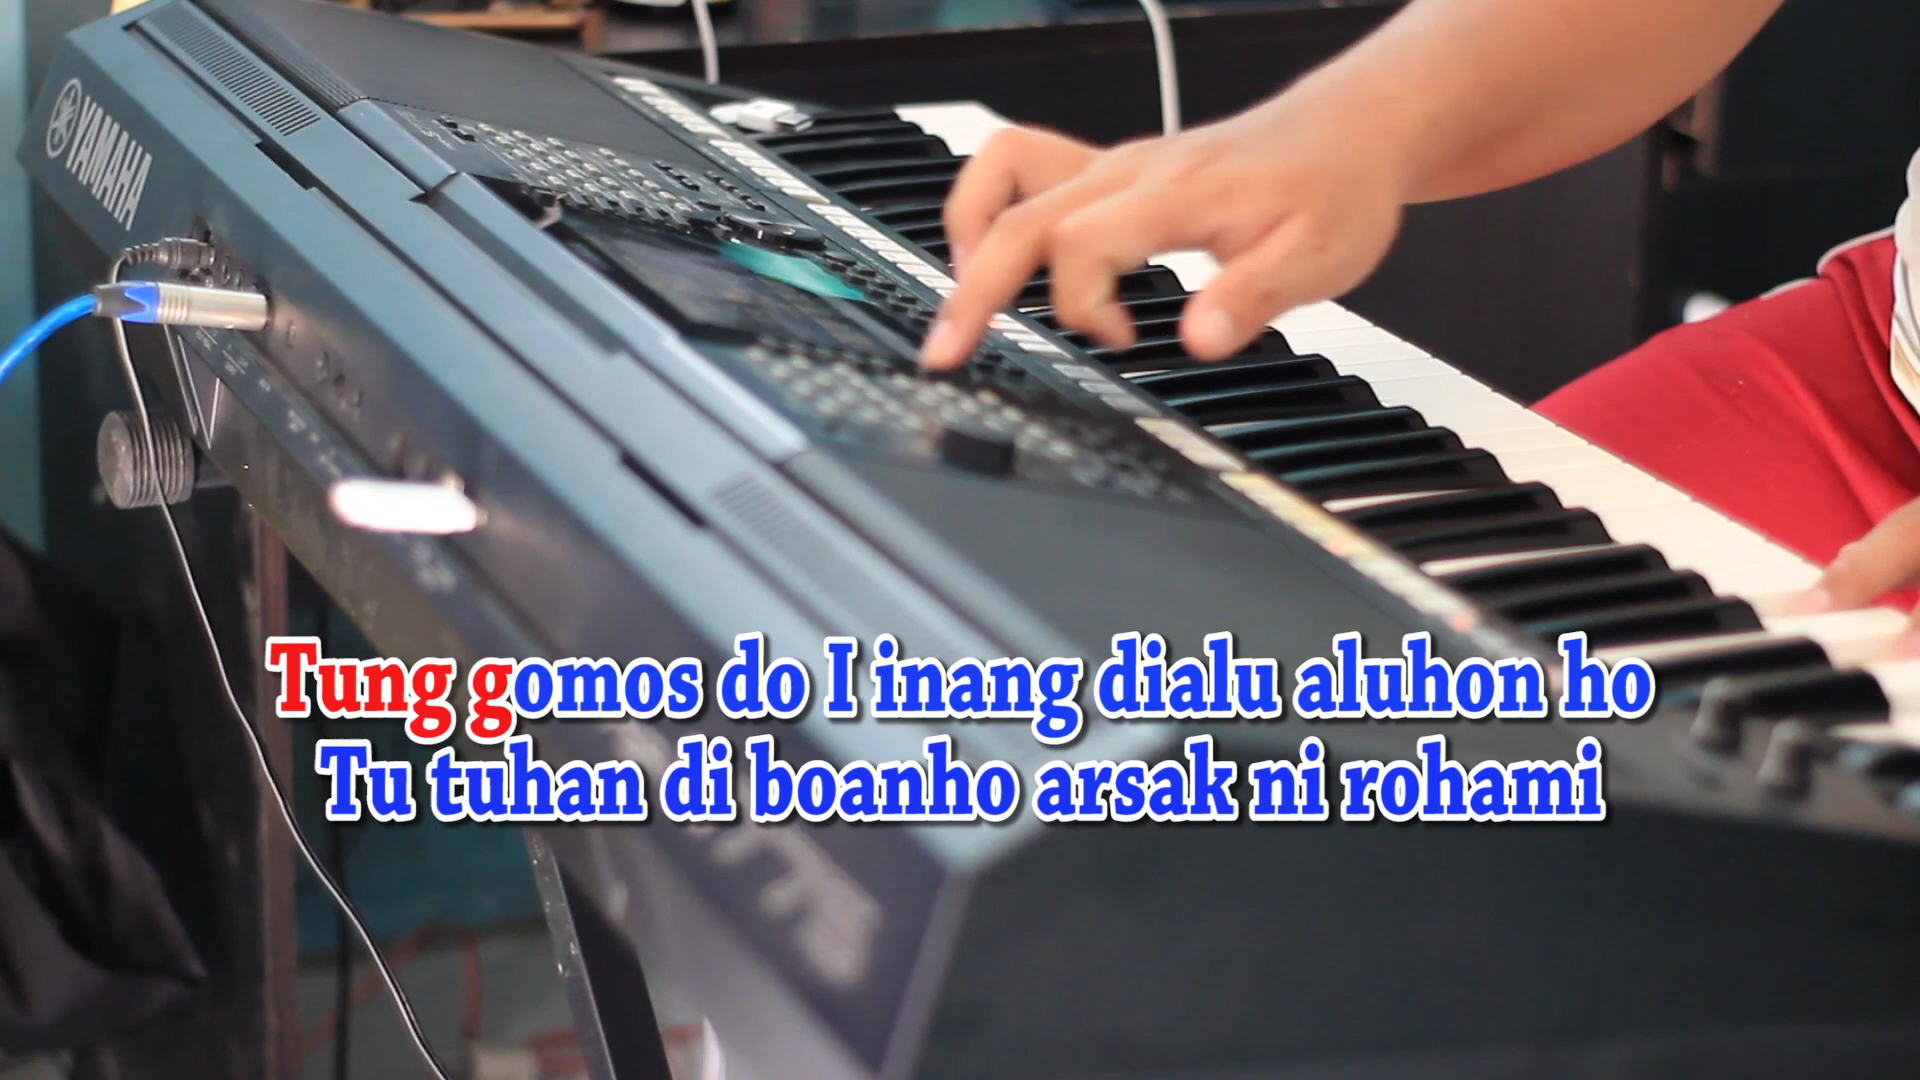 YAMAHA
Tung gomos do I inang dialu aluhon ho
Tu tuhan di boanho arsak ni rohami